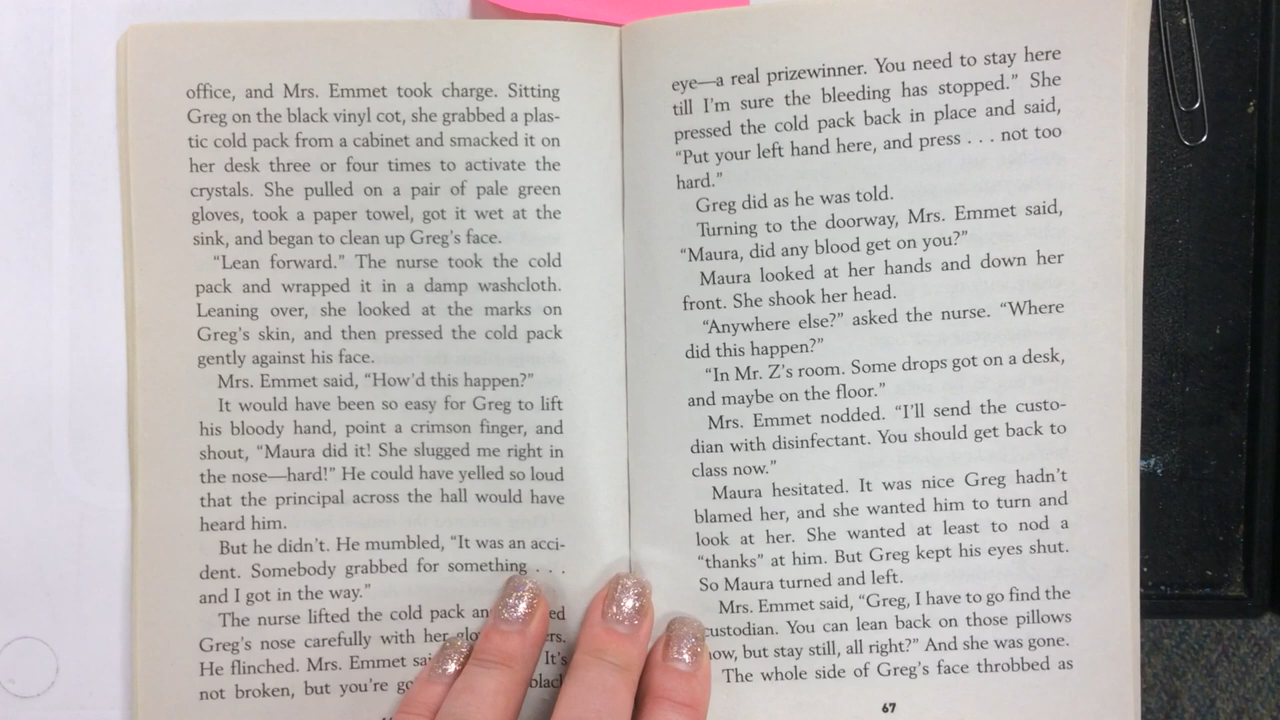 office, and Mrs. Emmet took charge. Sitting
Greg on the black vinyl cot, she grabbed a plas-
tic cold pack from a cabinet and smacked it on
her desk three or four times to activate the
crystals. She pulled on a pair of pale green
gloves, took a paper towel, got it wet at the
sink, and began to clean up Greg's face.
“Lean forward.” The nurse took the cold
pack and wrapped it in a damp washcloth.
Leaning over, she looked at the marks on
Greg's skin, and then pressed the cold pack
gently against his face.
Mrs. Emmet said, “How'd this happen?”
It would have been so easy for Greg to lift
his bloody hand, point a crimson finger, and
shout, “Maura did it! She slugged me right in
the nose—hard!” He could have yelled so loud
that the principal across the hall would have
heard him.
But he didn't. He mumbled, “It was an acci-
dent. Somebody grabbed for something . . .
and I got in the way.”
The nurse lifted the cold pack
Greg's nose carefully with her
He flinched. Mrs. Emmet It's
not broken, but you're black
eye—a real prizewinner. You need to stay here
till I'm sure the bleeding has stopped.” She
pressed the cold pack back in place and said,
“Put your left hand here, and press . . . not too
hard.”
Greg did as he was told.
Turning to the doorway, Mrs. Emmet said,
“Maura, did any blood get on you?”
Maura looked at her hands and down her
front. She shook her head.
“Anywhere else?” asked the nurse. “Where
did this happen?”
“In Mr. Z's room. Some drops got on a desk,
and maybe on the floor.”
Mrs. Emmet nodded. “I'll send the custo-
dian with disinfectant. You should get back to
class now.”
Maura hesitated. It was nice Greg hadn't
blamed her, and she wanted him to turn and
look at her. She wanted at least to nod a
“thanks” at him. But Greg kept his eyes shut.
So Maura turned and left.
Mrs. Emmet said, “Greg, I have to go find the
custodian. You can lean back on those pillows
now, but stay still, all right?” And she was gone.
The whole side of Greg's face throbbed as
67